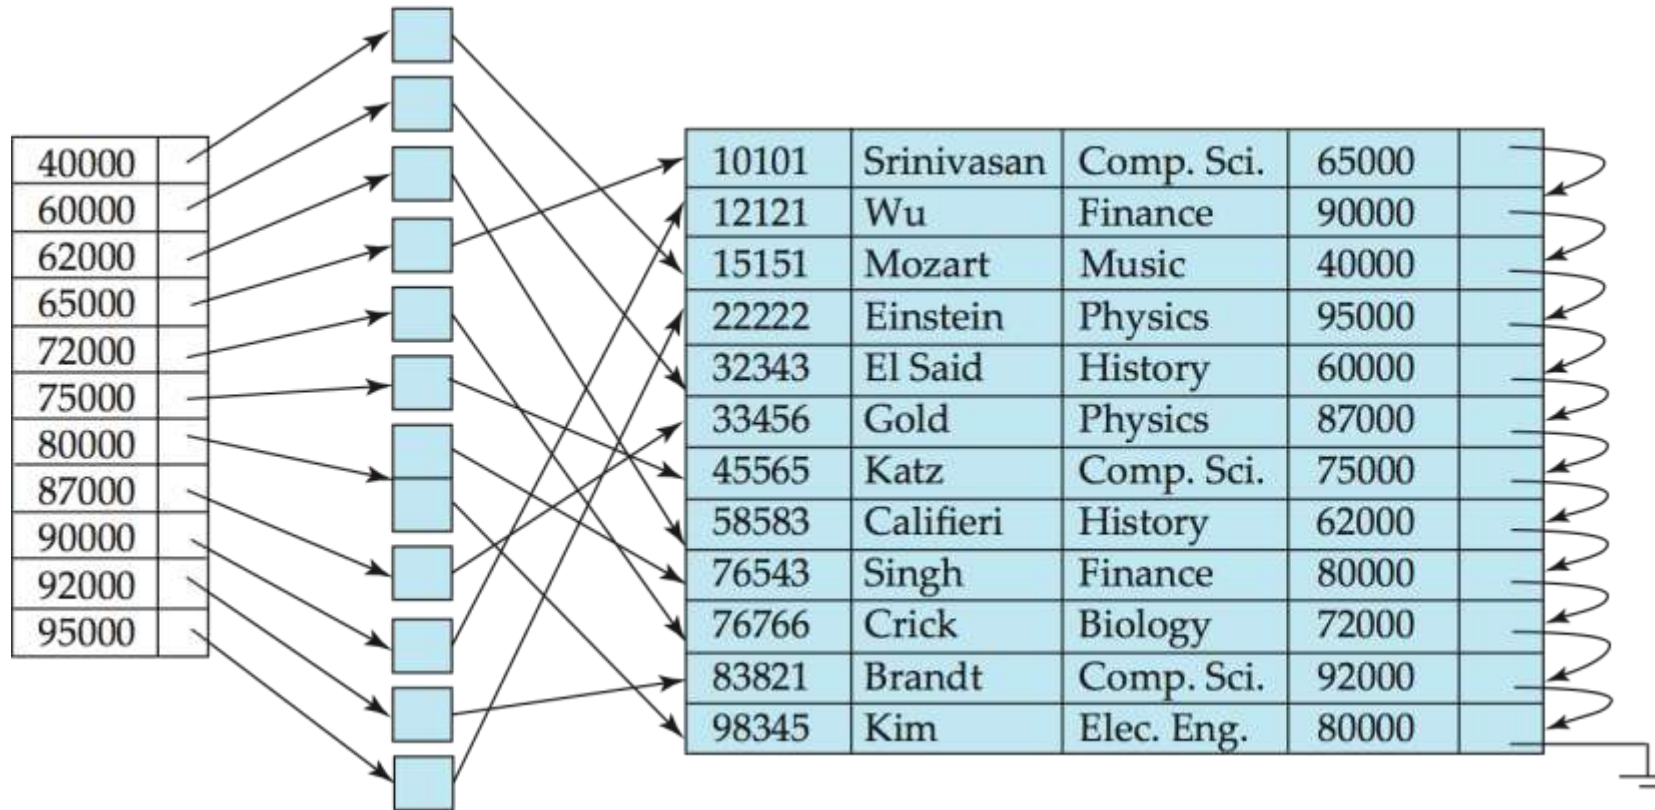 40000
60000
62000
65000
72000
75000
80000
87000
90000
92000
95000
10101 Srinivasan Comp. Sci. 65000
12121 Wu Finance 90000
15151 Mozart Music 40000
22222 Einstein Physics 95000
32343 El Said History 60000
33456 Gold Physics 87000
45565 Katz Comp. Sci. 75000
58583 Califieri History 62000
76543 Singh Finance 80000
76766 Crick Biology 72000
83821 Brandt Comp. Sci. 92000
98345 Kim Elec. Eng. 80000